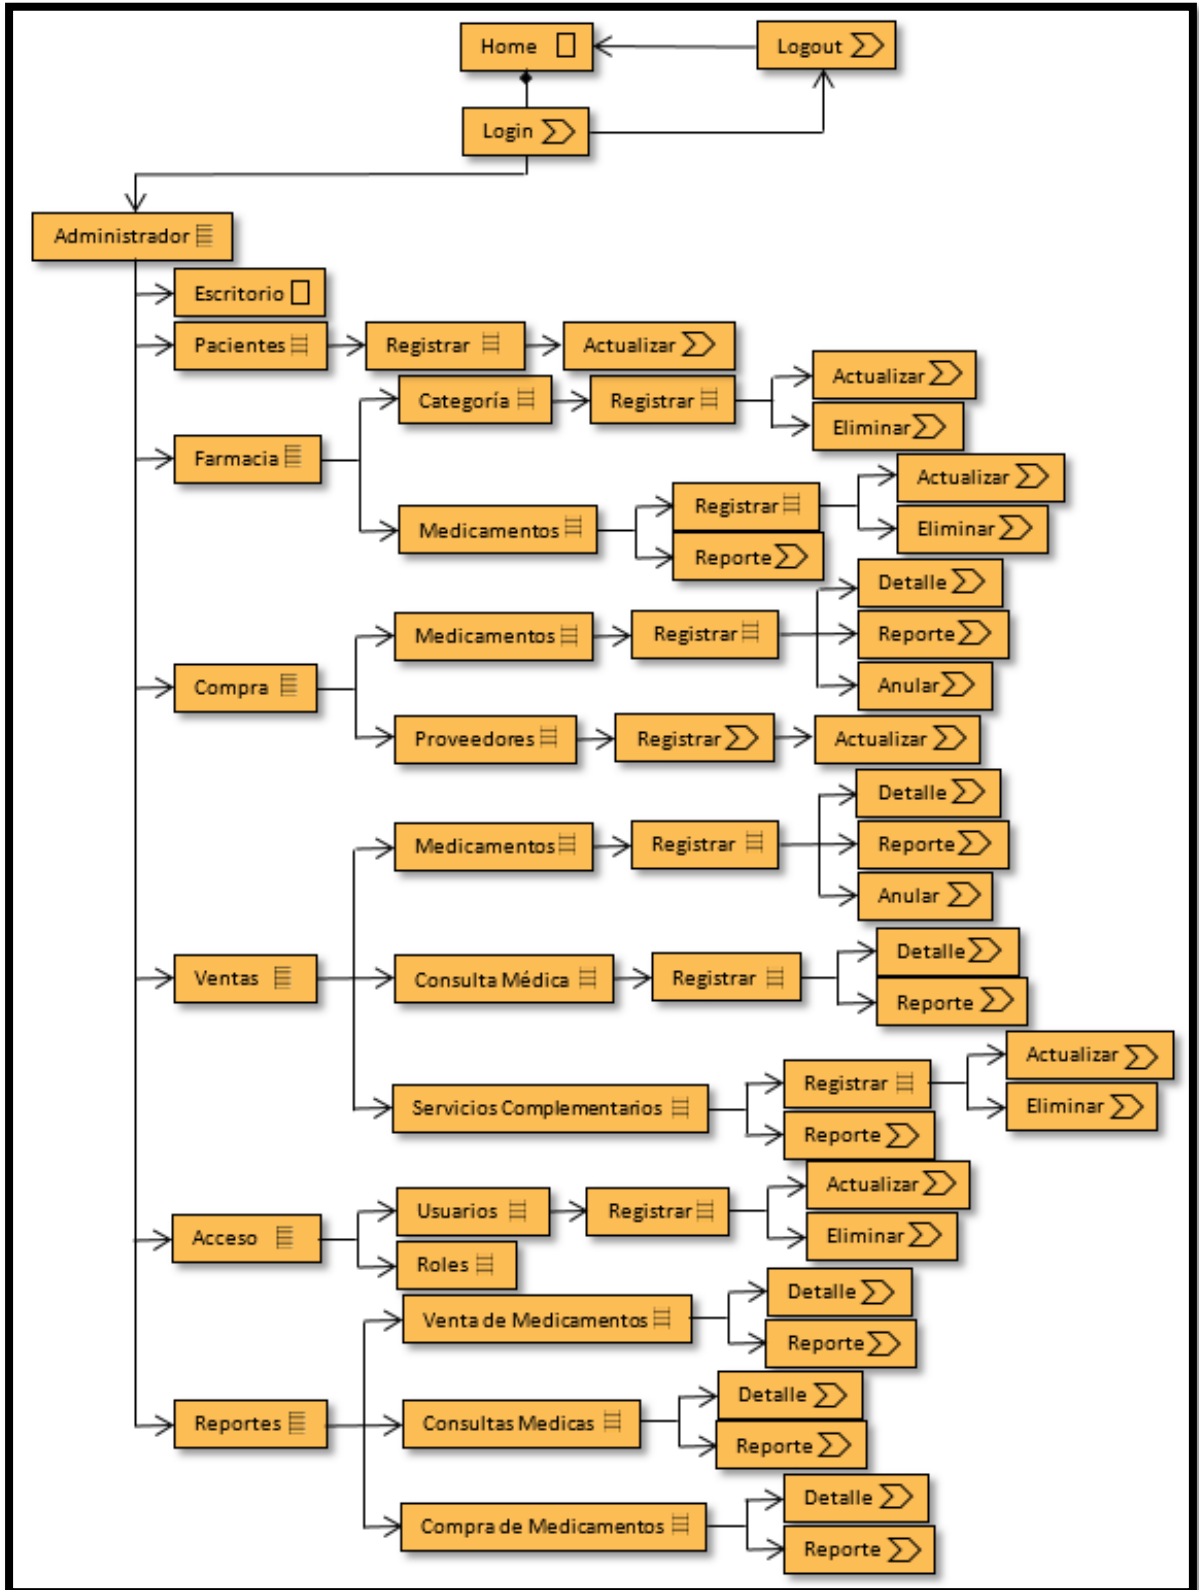 Home
Logout
Login
Administrador
Escritorio
Pacientes
Registrar
Actualizar
Farmacia
Categoría
Registrar
Actualizar
Eliminar
Medicamentos
Registrar
Actualizar
Eliminar
Reporte
Compra
Medicamentos
Registrar
Detalle
Reporte
Anular
Proveedores
Registrar
Actualizar
Ventas
Medicamentos
Registrar
Detalle
Reporte
Anular
Consulta Médica
Registrar
Detalle
Reporte
Servicios Complementarios
Registrar
Actualizar
Eliminar
Reporte
Acceso
Usuarios
Registrar
Actualizar
Eliminar
Roles
Reportes
Venta de Medicamentos
Detalle
Reporte
Consultas Medicas
Detalle
Reporte
Compra de Medicamentos
Detalle
Reporte